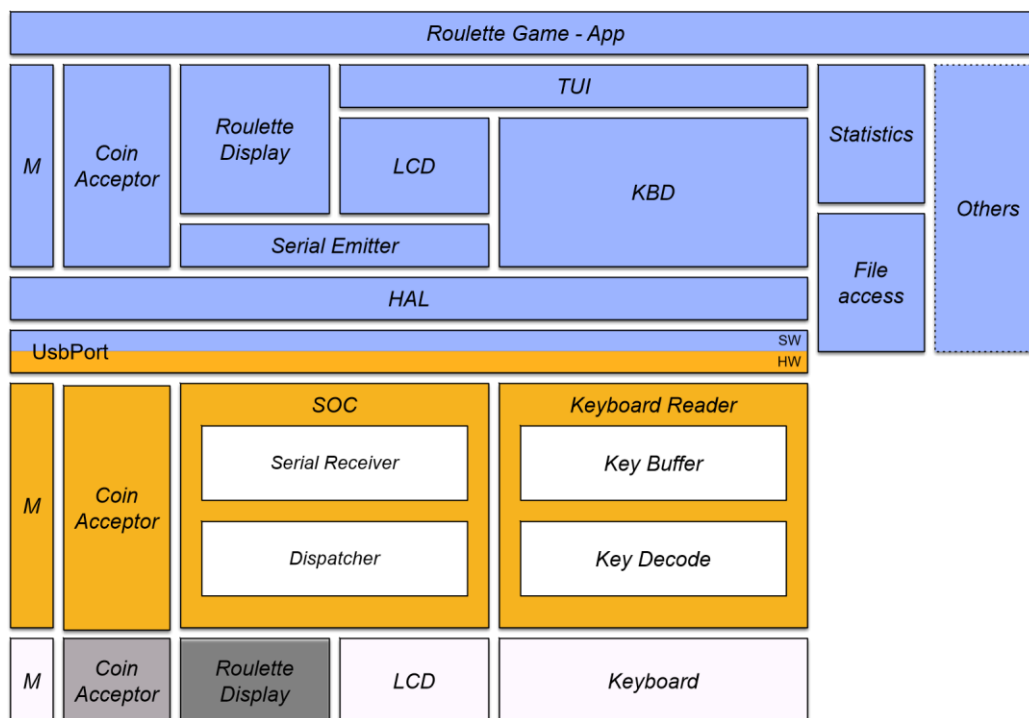 Roulette Game - App
M
Coin
Acceptor
Roulette
Display
TUI
LCD
KBD
Serial Emitter
Statistics
File
access
Others
HAL
UsbPort
SW
HW
M
Coin
Acceptor
SOC
Serial Receiver
Dispatcher
Keyboard Reader
Key Buffer
Key Decode
M
Coin
Acceptor
Roulette
Display
LCD
Keyboard